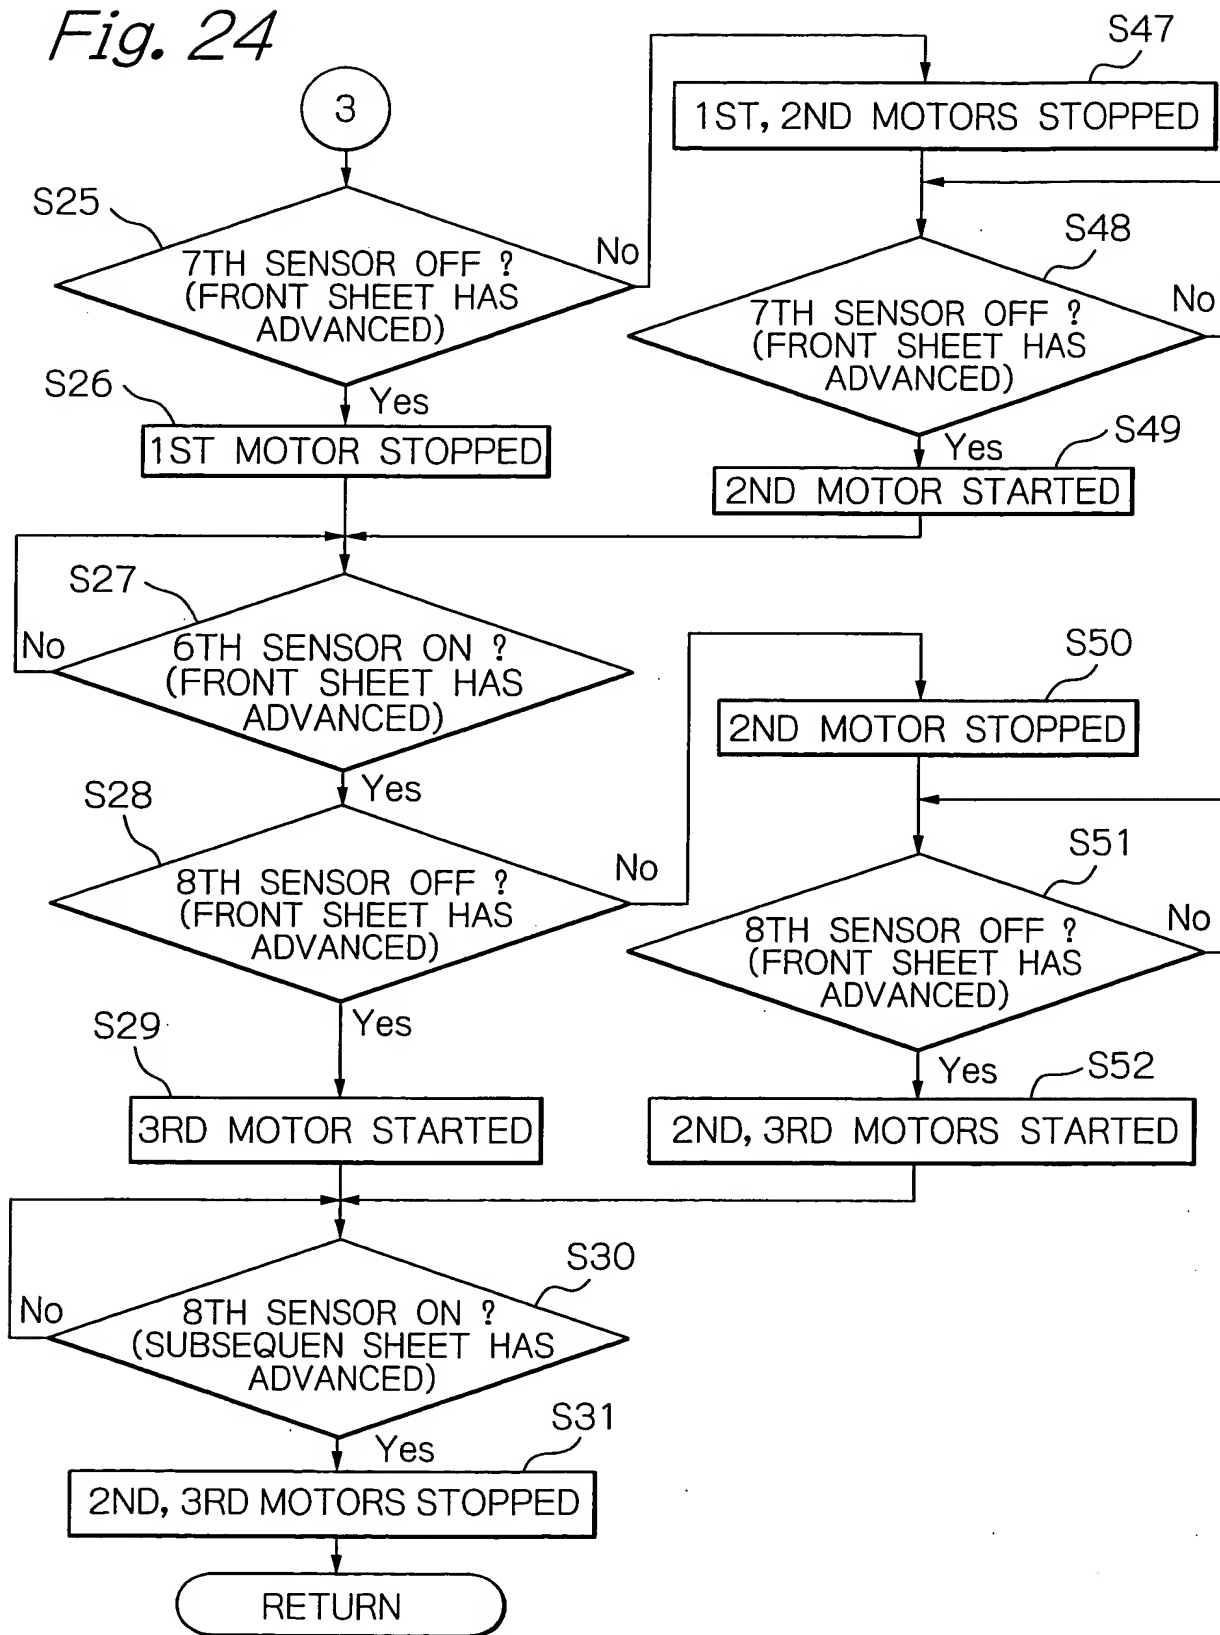 Fig. 24
3
S25
7TH SENSOR OFF ?
(FRONT SHEET HAS
ADVANCED)
No
Yes
S26
1ST MOTOR STOPPED
S47
1ST, 2ND MOTORS STOPPED
S48
7TH SENSOR OFF ?
(FRONT SHEET HAS
ADVANCED)
No
Yes
S49
2ND MOTOR STARTED
S27
6TH SENSOR ON ?
(FRONT SHEET HAS
ADVANCED)
No
Yes
S28
8TH SENSOR OFF ?
(FRONT SHEET HAS
ADVANCED)
No
Yes
S29
3RD MOTOR STARTED
S50
2ND MOTOR STOPPED
S51
8TH SENSOR OFF ?
(FRONT SHEET HAS
ADVANCED)
No
Yes
S52
2ND, 3RD MOTORS STARTED
S30
8TH SENSOR ON ?
(SUBSEQUEN SHEET HAS
ADVANCED)
No
Yes
S31
2ND, 3RD MOTORS STOPPED
RETURN